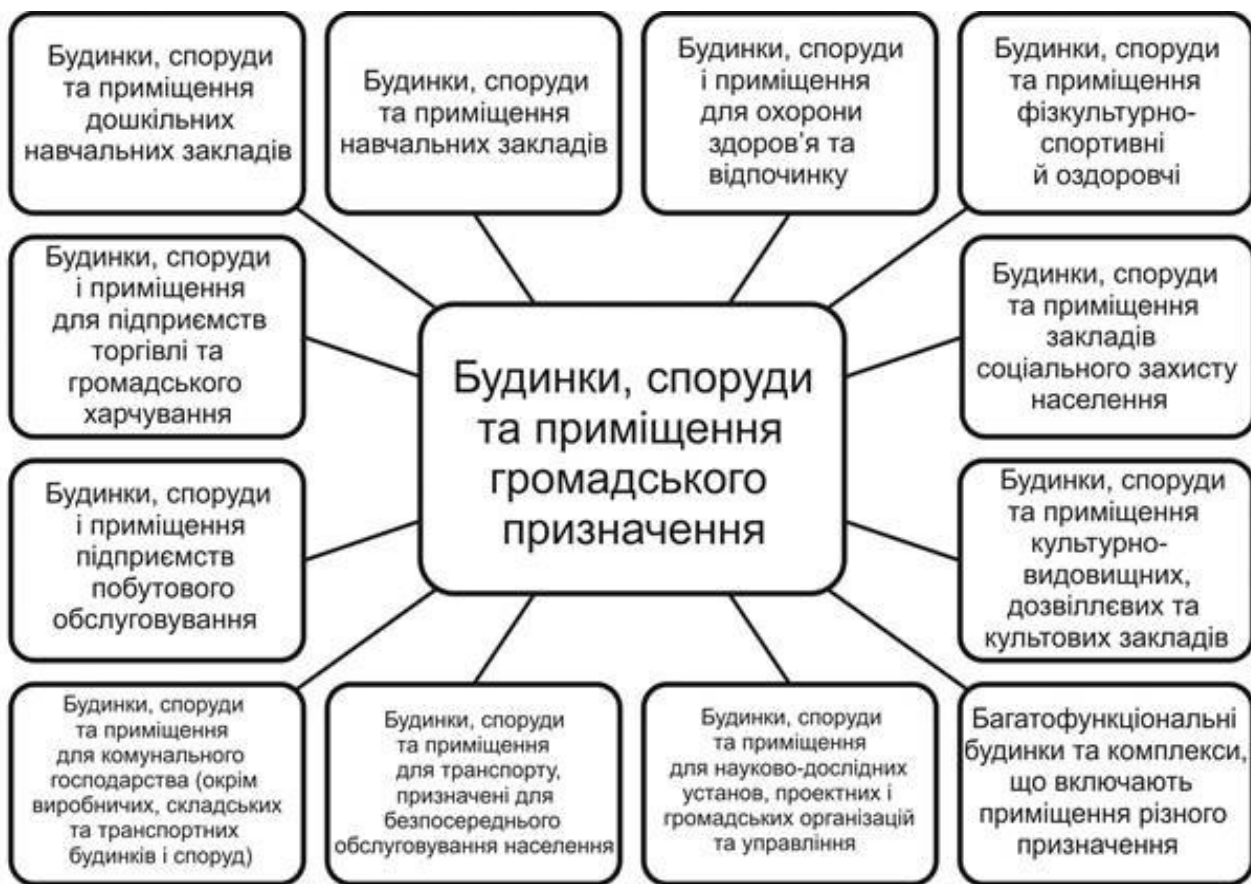 Будинки, споруди
та приміщення
дошкільних
навчальних закладів
Будинки, споруди
та приміщення
навчальних закладів
Будинки, споруди
і приміщення
для охорони
здоров’я та
відпочинку
Будинки, споруди
та приміщення
фізкультурно-
спортивні
й оздоровчі
Будинки, споруди
і приміщення
для підприємств
торгівлі та
громадського
харчування
Будинки, споруди
та приміщення
громадського
призначення
Будинки, споруди
та приміщення
закладів
соціального захисту
населення
Будинки, споруди
і приміщення
підприємств
побутового
обслуговування
Будинки, споруди
та приміщення
культурно-
видовищних,
дозвіллєвих та
культових закладів
Будинки, споруди
та приміщення
для комунального
господарства (окрім
виробничих, складських
та транспортних
будинків і споруд)
Будинки, споруди
та приміщення
для транспорту,
призначені для
безпосереднього
обслуговування населення
Будинки, споруди
та приміщення
для науково-дослідних
установ, проектних і
громадських організацій
та управління
Багатофункціональні
будинки та комплекси,
що включають
приміщення різного
призначення